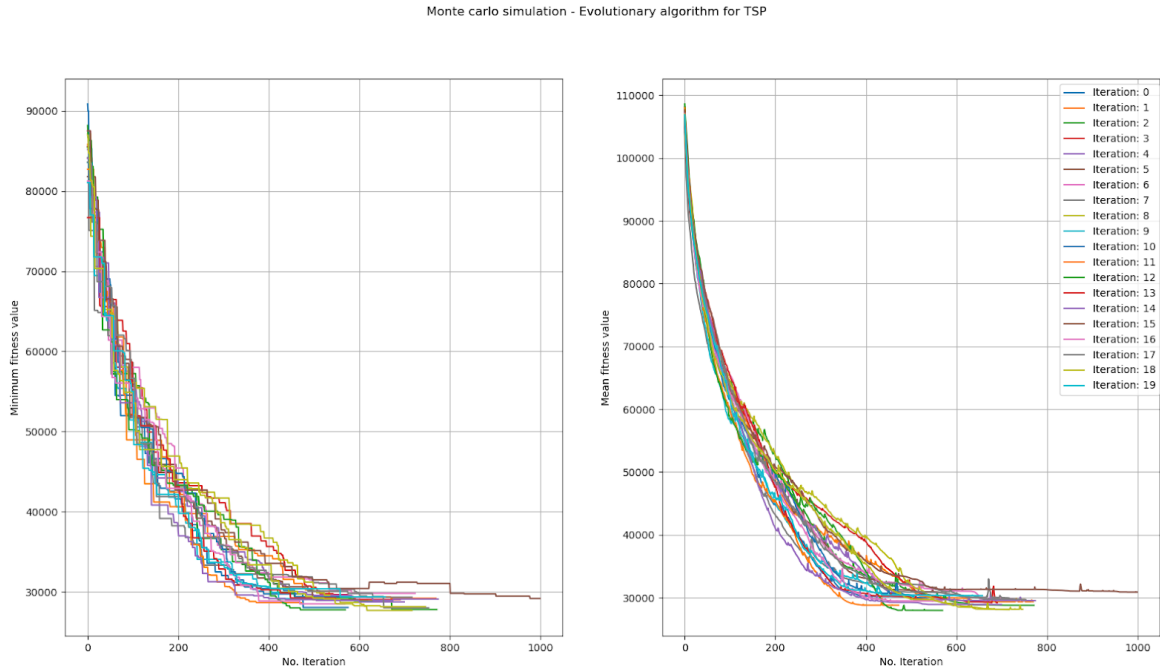 Monte carlo simulation - Evolutionary algorithm for TSP
Minimum fitness value
90000
80000
70000
60000
50000
40000
30000
0
200
400
600
800
1000
No. Iteration
Mean fitness value
110000
100000
90000
80000
70000
60000
50000
40000
30000
0
200
400
600
800
1000
No. Iteration
Iteration: 0
Iteration: 1
Iteration: 2
Iteration: 3
Iteration: 4
Iteration: 5
Iteration: 6
Iteration: 7
Iteration: 8
Iteration: 9
Iteration: 10
Iteration: 11
Iteration: 12
Iteration: 13
Iteration: 14
Iteration: 15
Iteration: 16
Iteration: 17
Iteration: 18
Iteration: 19